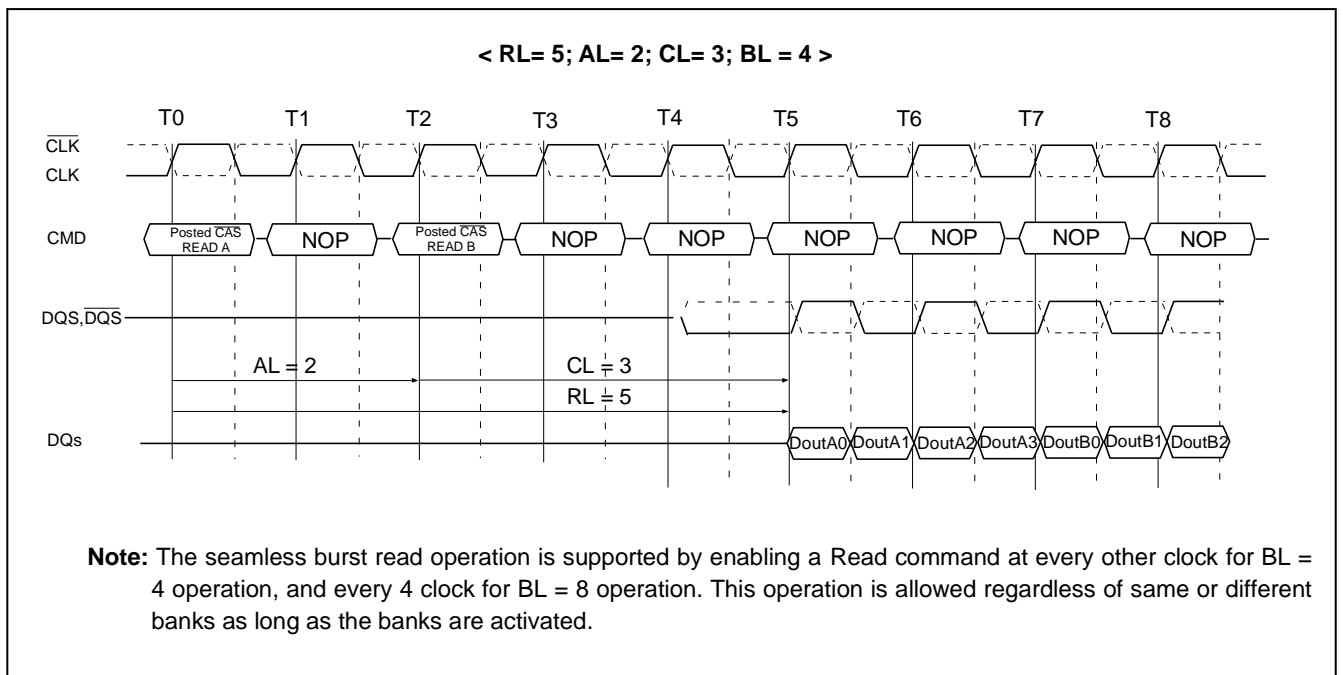 < RL= 5; AL= 2; CL= 3; BL = 4 >
T0 T1 T2 T3 T4 T5 T6 T7 T8
CLK
CLK
CMD
Posted CAS
READ A
NOP
Posted CAS
READ B
NOP NOP NOP NOP NOP NOP
DQS,DQS
AL = 2
CL = 3
RL = 5
DQs
DoutA0 DoutA1 DoutA2 DoutA3 DoutB0 DoutB1 DoutB2
Note: The seamless burst read operation is supported by enabling a Read command at every other clock for BL =
4 operation, and every 4 clock for BL = 8 operation. This operation is allowed regardless of same or different
banks as long as the banks are activated.